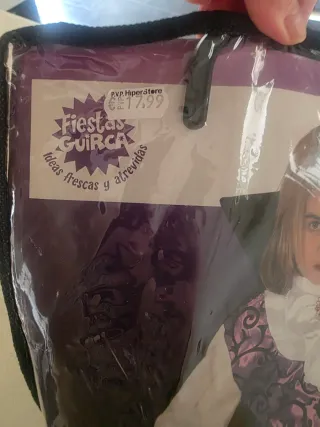 P.V.P. HiperStore
17,99
Fiestas
GUIRCA
ideas frescas y atrevidas